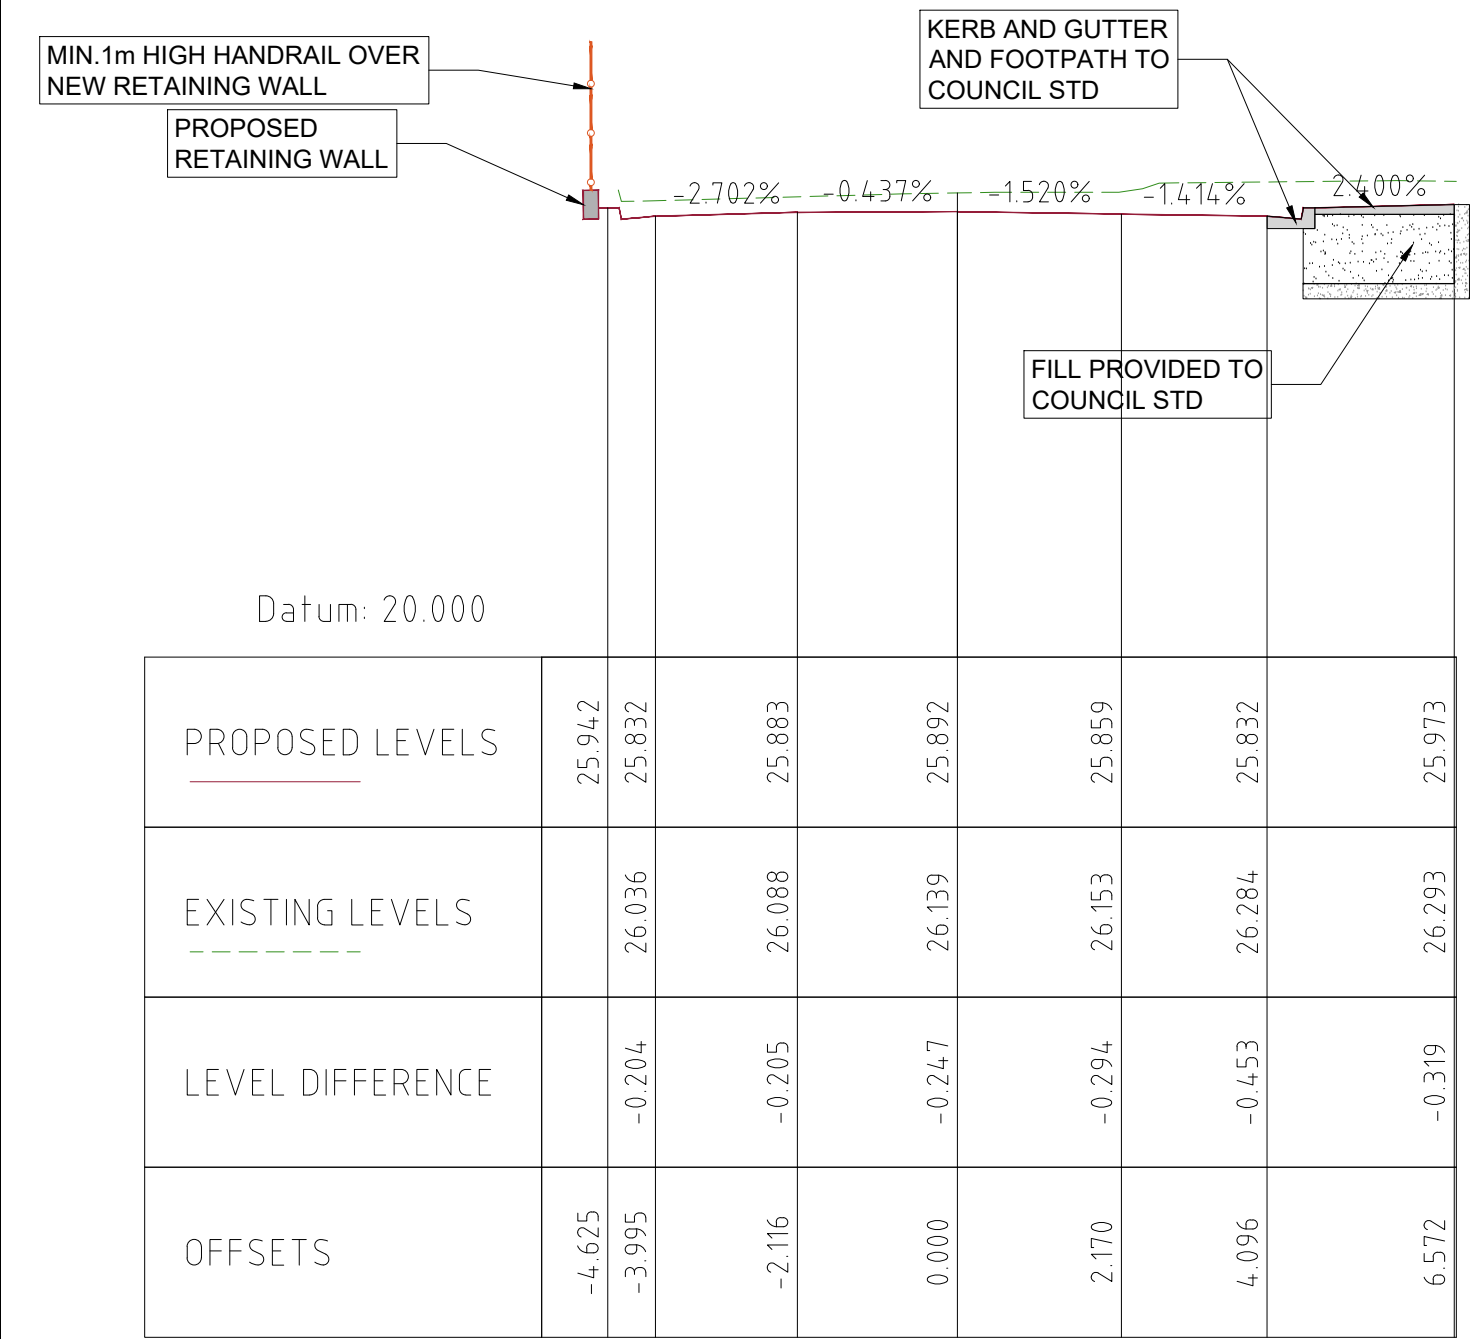 MIN.1m HIGH HANDRAIL OVER
NEW RETAINING WALL
PROPOSED
RETAINING WALL
KERB AND GUTTER
AND FOOTPATH TO
COUNCIL STD
-2.702% -0.437% -1.520% -1.414% 2.400%
FILL PROVIDED TO
COUNCIL STD
Datum: 20.000
PROPOSED LEVELS 25.942 25.832 25.883 25.892 25.859 25.832 25.973
EXISTING LEVELS 26.036 26.088 26.139 26.153 26.284 26.293
LEVEL DIFFERENCE -0.204 -0.205 -0.247 -0.294 -0.453 -0.319
OFFSETS -4.625 -3.995 -2.116 0.000 2.170 4.096 6.572